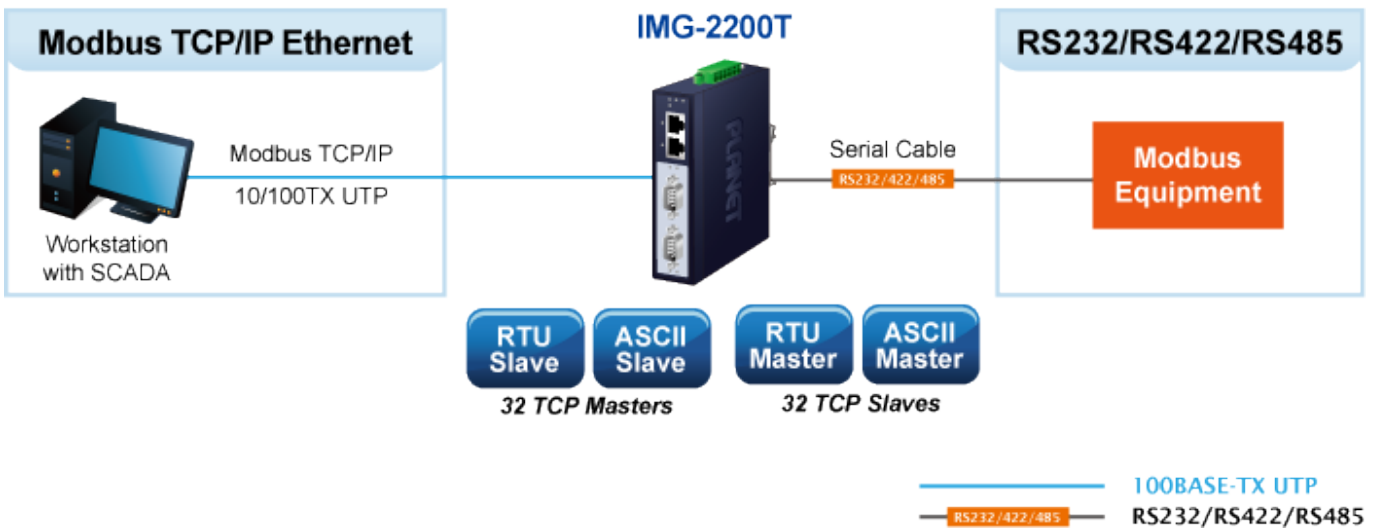 Modbus TCP/IP Ethernet
IMG-2200T
RS232/RS422/RS485
Modbus TCP/IP
10/100TX UTP
Workstation
with SCADA
PLANET
Serial Cable
RS232/422/485
Modbus
Equipment
RTU
Slave
ASCII
Slave
RTU
Master
ASCII
Master
32 TCP Masters
32 TCP Slaves
100BASE-TX UTP
RS232/422/485
RS232/RS422/RS485